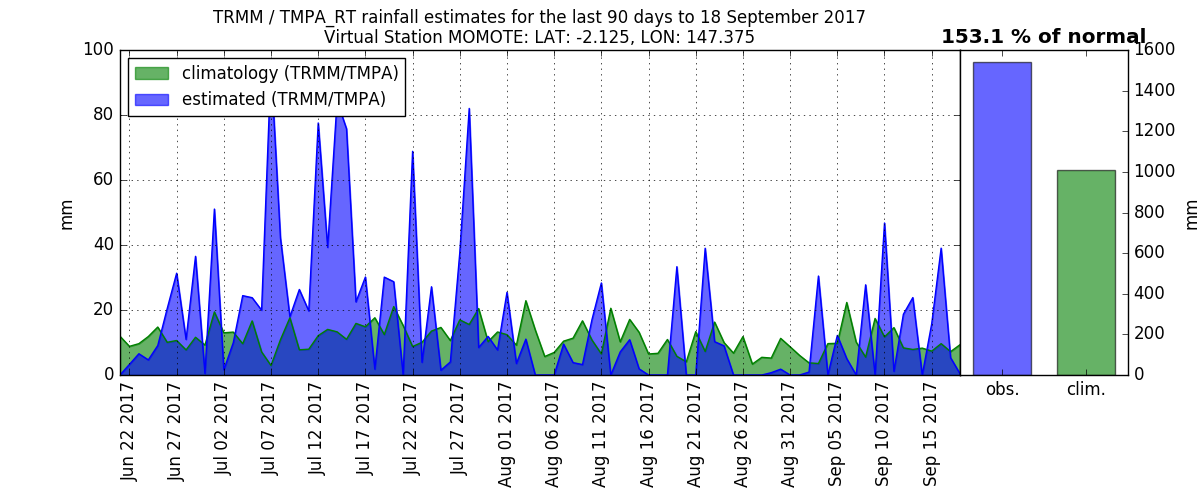 TRMM / TMPA_RT rainfall estimates for the last 90 days to 18 September 2017
Virtual Station MOMOTE: LAT: -2.125, LON: 147.375
153.1 % of normal
climatology (TRMM/TMPA)
estimated (TRMM/TMPA)
100
80
60
40
20
0
mm
Jun 22 2017
Jun 27 2017
Jul 02 2017
Jul 07 2017
Jul 12 2017
Jul 17 2017
Jul 22 2017
Jul 27 2017
Aug 01 2017
Aug 06 2017
Aug 11 2017
Aug 16 2017
Aug 21 2017
Aug 26 2017
Aug 31 2017
Sep 05 2017
Sep 10 2017
Sep 15 2017
1600
1400
1200
1000
800
600
400
200
0
mm
obs.
clim.